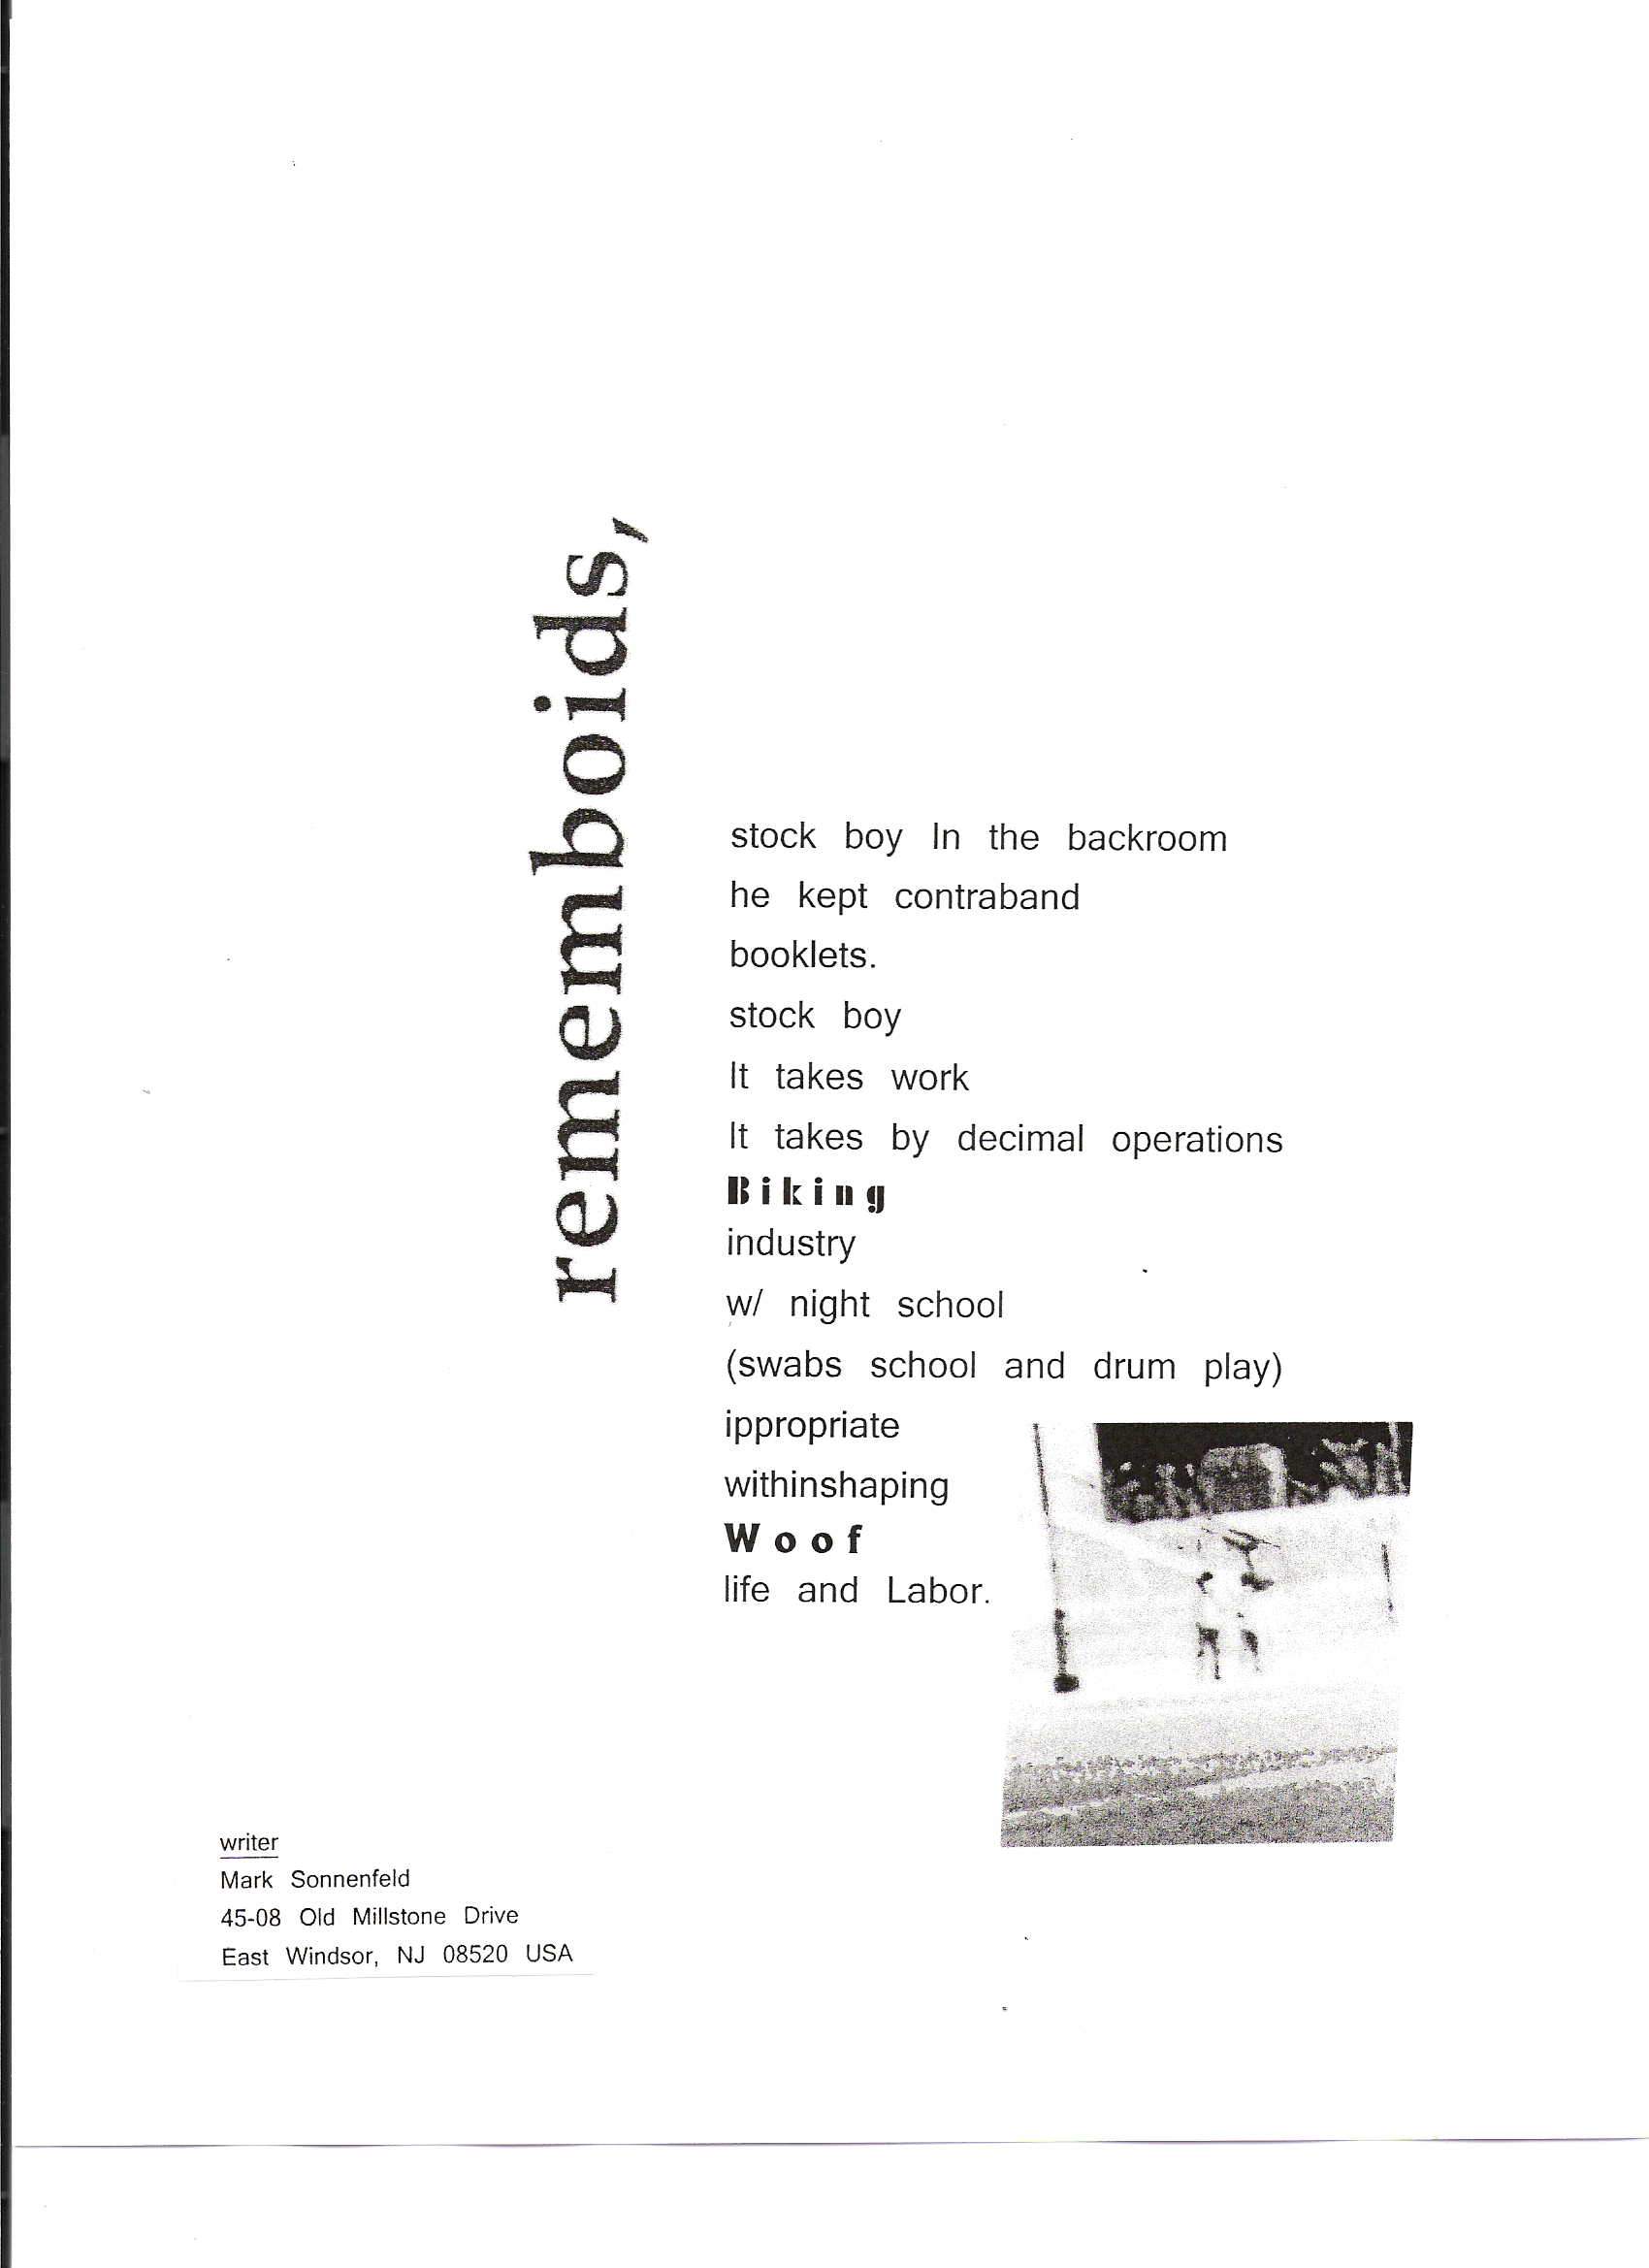 rememboids,
stock boy In the backroom
he kept contraband
booklets.
stock boy
It takes work
It takes by decimal operations
Biking
industry
w/ night school
(swabs school and drum play)
ippropriate
withinshaping
Woof
life and Labor.
writer
Mark Sonnenfeld
45-08 Old Millstone Drive
East Windsor, NJ 08520 USA